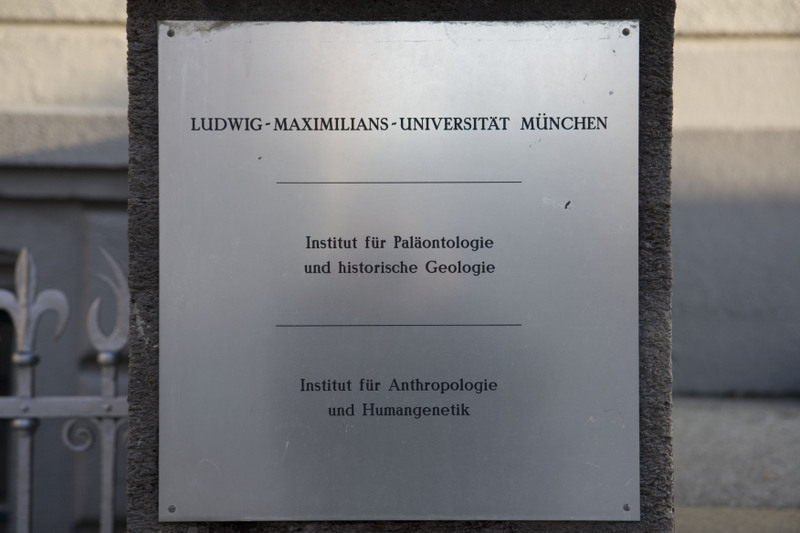 LUDWIG-MAXIMILIANS-UNIVERSITÄT MÜNCHEN
Institut für Paläontologie
und historische Geologie
Institut für Anthropologie
und Humangenetik